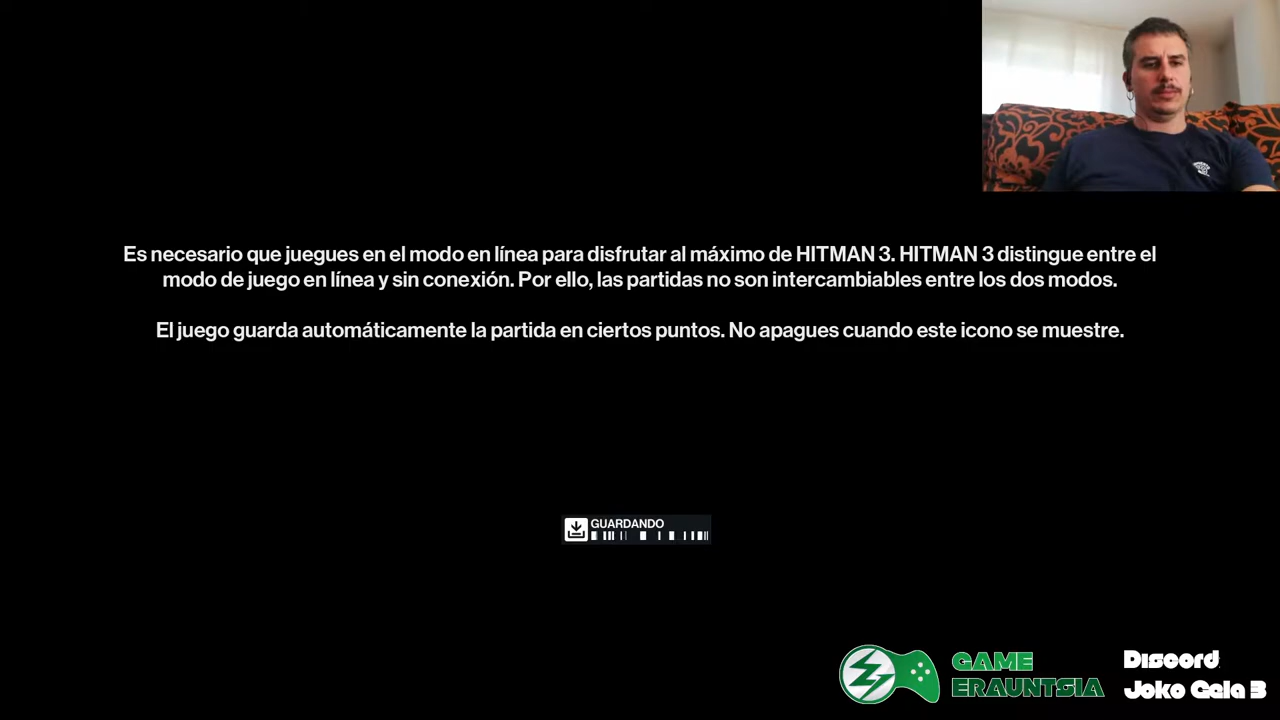 Es necesario que juegues en el modo en línea para disfrutar al máximo de HITMAN 3. HITMAN 3 distingue entre el
modo de juego en línea y sin conexión. Por ello, las partidas no son intercambiables entre los dos modos.
El juego guarda automáticamente la partida en ciertos puntos. No apagues cuando este icono se muestre.
GUARDANDO
GAME
ERAUNTSIA
Discord
Joko Gela 3